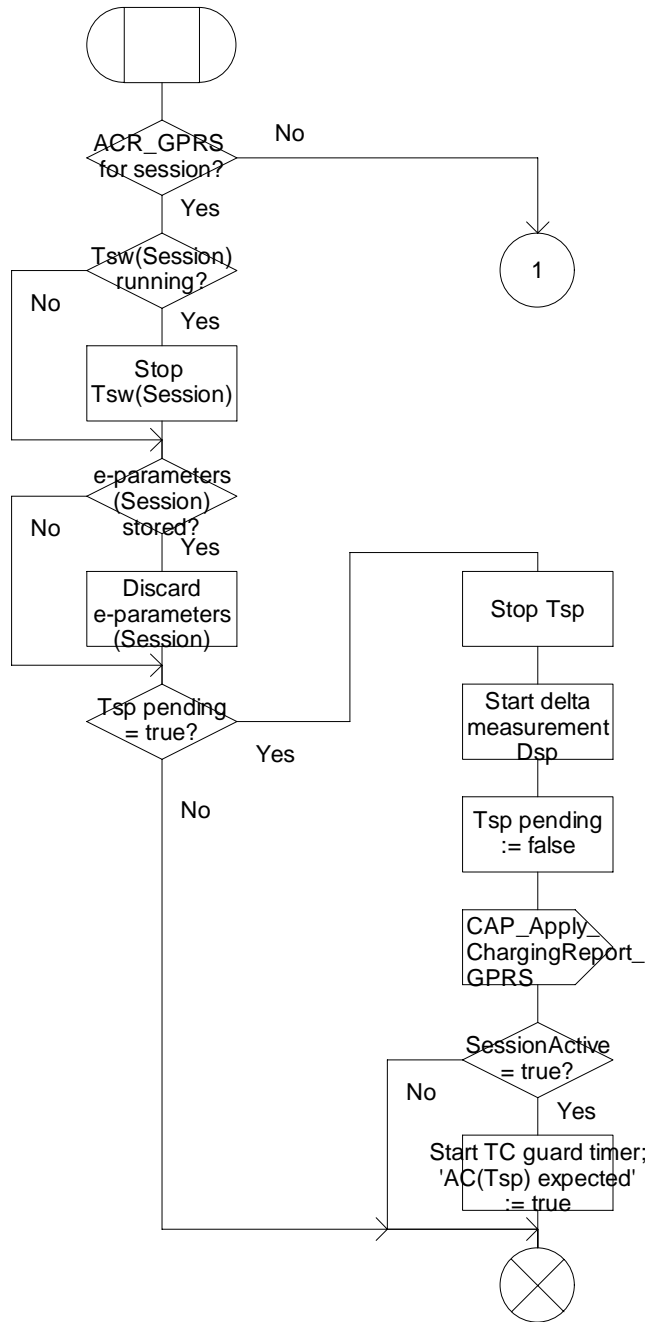 ACR_GPRS
for session?
No
Yes
Tsw(Session)
running?
1
No
Yes
Stop
Tsw(Session)
e-parameters
(Session)
stored?
No
Yes
Discard
e-parameters
(Session)
Tsp pending
= true?
Yes
No
Stop Tsp
Start delta
measurement
Dsp
Tsp pending
:= false
CAP_Apply_
ChargingReport_
GPRS
SessionActive
= true?
No
Yes
Start TC guard timer;
'AC(Tsp) expected'
:= true